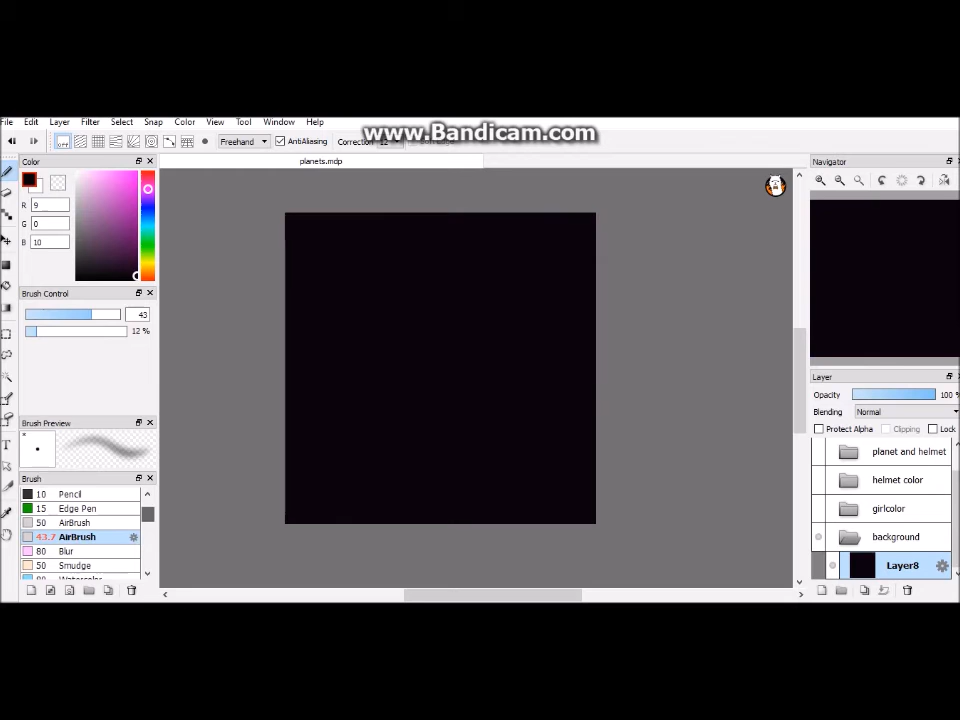 www.Bandicam.com
File Edit Layer Filter Select Snap Color View Tool Window Help
Freehand AntiAliasing Correction 12
Color planets.mdp Navigator
R 9
G 0
B 10
Brush Control
43
12 %
Layer
Opacity 100 %
Blending Normal
Protect Alpha Clipping Lock
planet and helmet
helmet color
girlcolor
background
Layer8
Brush Preview
*
Brush
10 Pencil
15 Edge Pen
50 AirBrush
43.7 AirBrush
80 Blur
50 Smudge
80 Watercolor
T